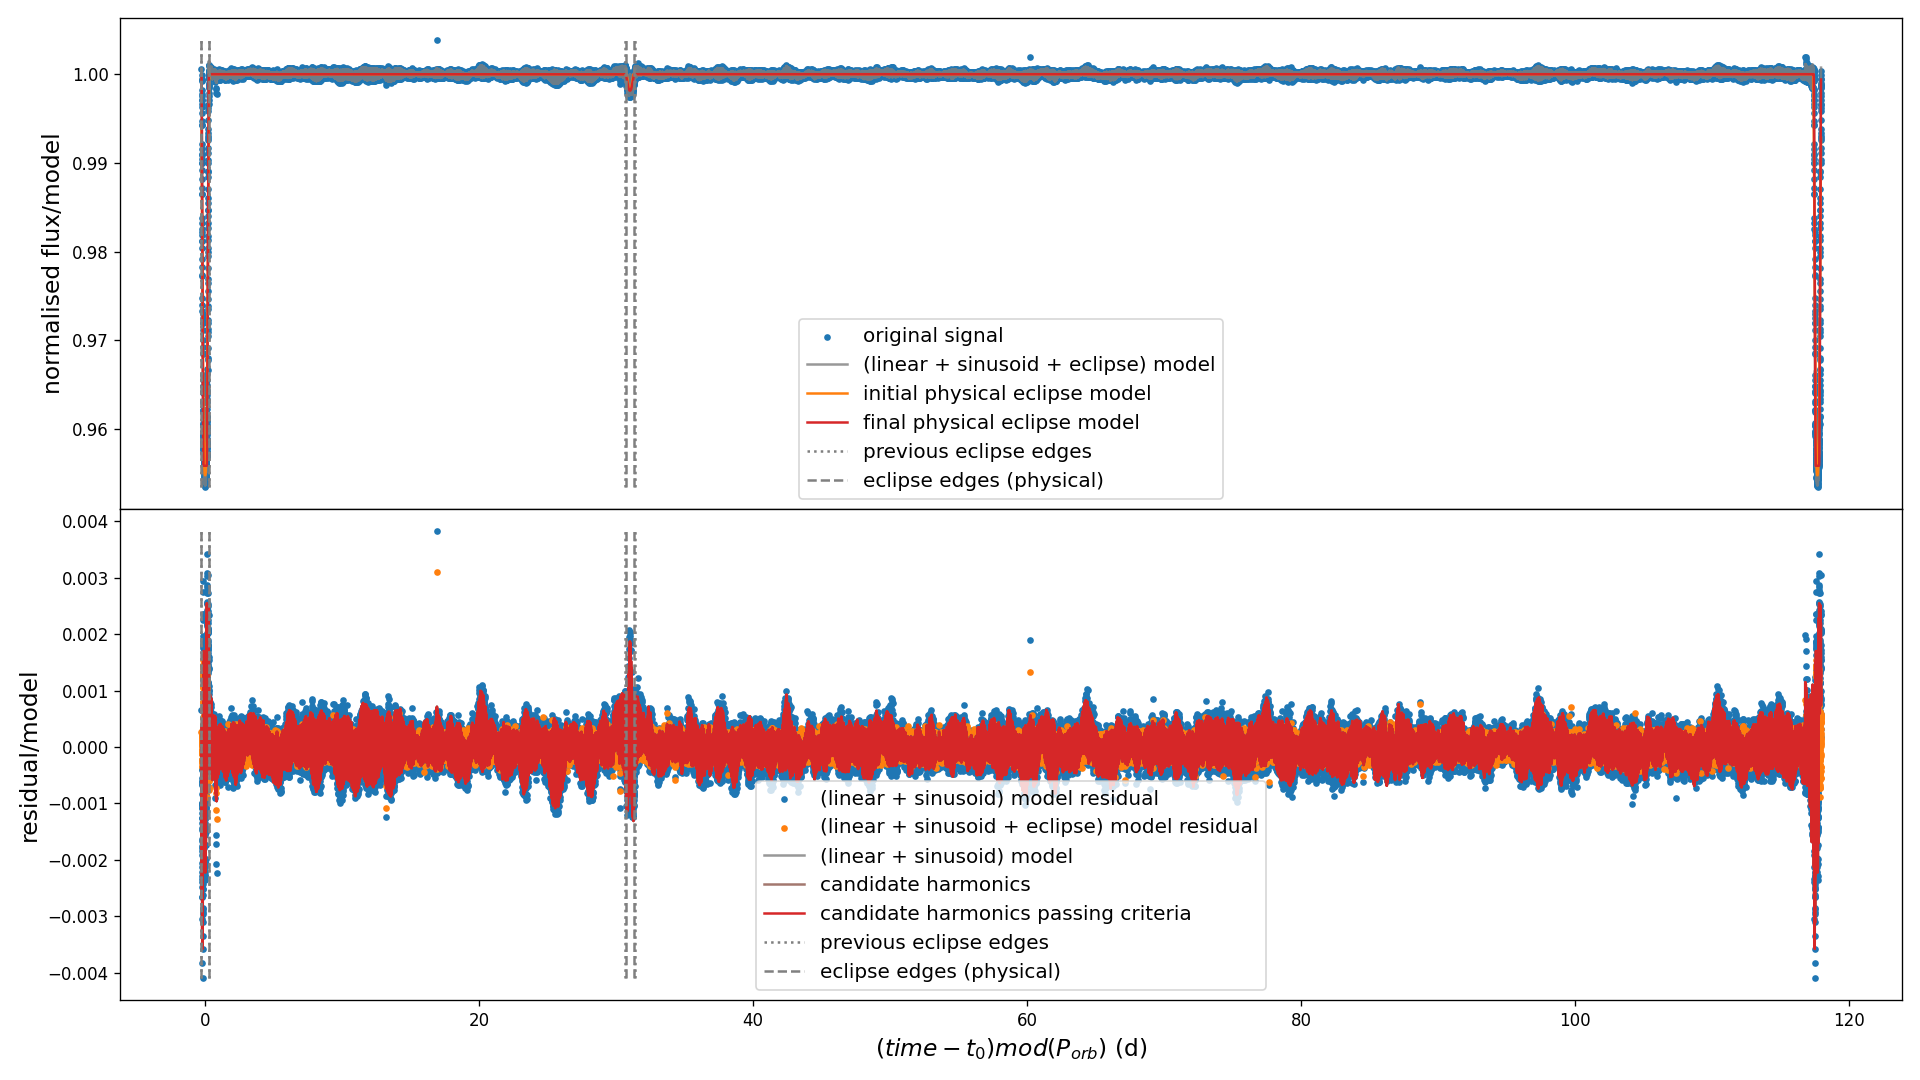 1.00
0.99
0.98
0.97
0.96
normalised flux/model
original signal
(linear + sinusoid + eclipse) model
initial physical eclipse model
final physical eclipse model
previous eclipse edges
eclipse edges (physical)
0.004
0.003
0.002
0.001
0.000
−0.001
−0.002
−0.003
−0.004
residual/model
(linear + sinusoid) model residual
(linear + sinusoid + eclipse) model residual
(linear + sinusoid) model
candidate harmonics
candidate harmonics passing criteria
previous eclipse edges
eclipse edges (physical)
0 20 40 60 80 100 120
(time − t₀)mod(P_orb) (d)